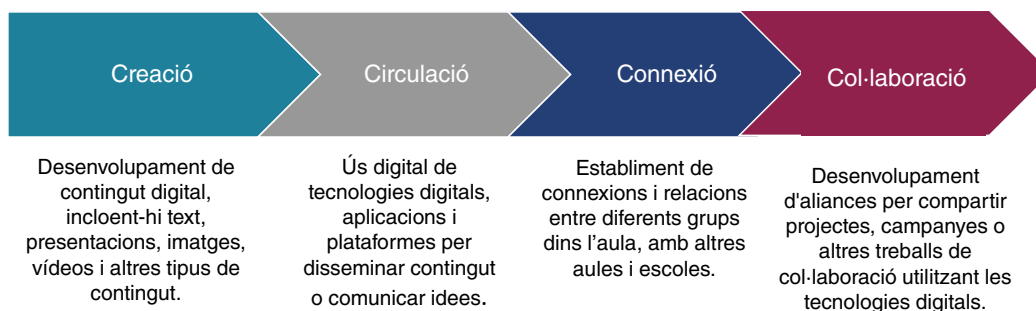 Creació
Circulació
Connexió
Col·laboració
Desenvolupament de
contingut digital,
incloent-hi text,
presentacions, imatges,
vídeos i altres tipus de
contingut.
Ús digital de
tecnologies digitals,
aplicacions i
plataformes per
disseminar contingut
o comunicar idees.
Establiment de
connexions i relacions
entre diferents grups
dins l’aula, amb altres
aules i escoles.
Desenvolupament
d'aliances per compartir
projectes, campanyes o
altres treballs de
col·laboració utilitzant les
tecnologies digitals.